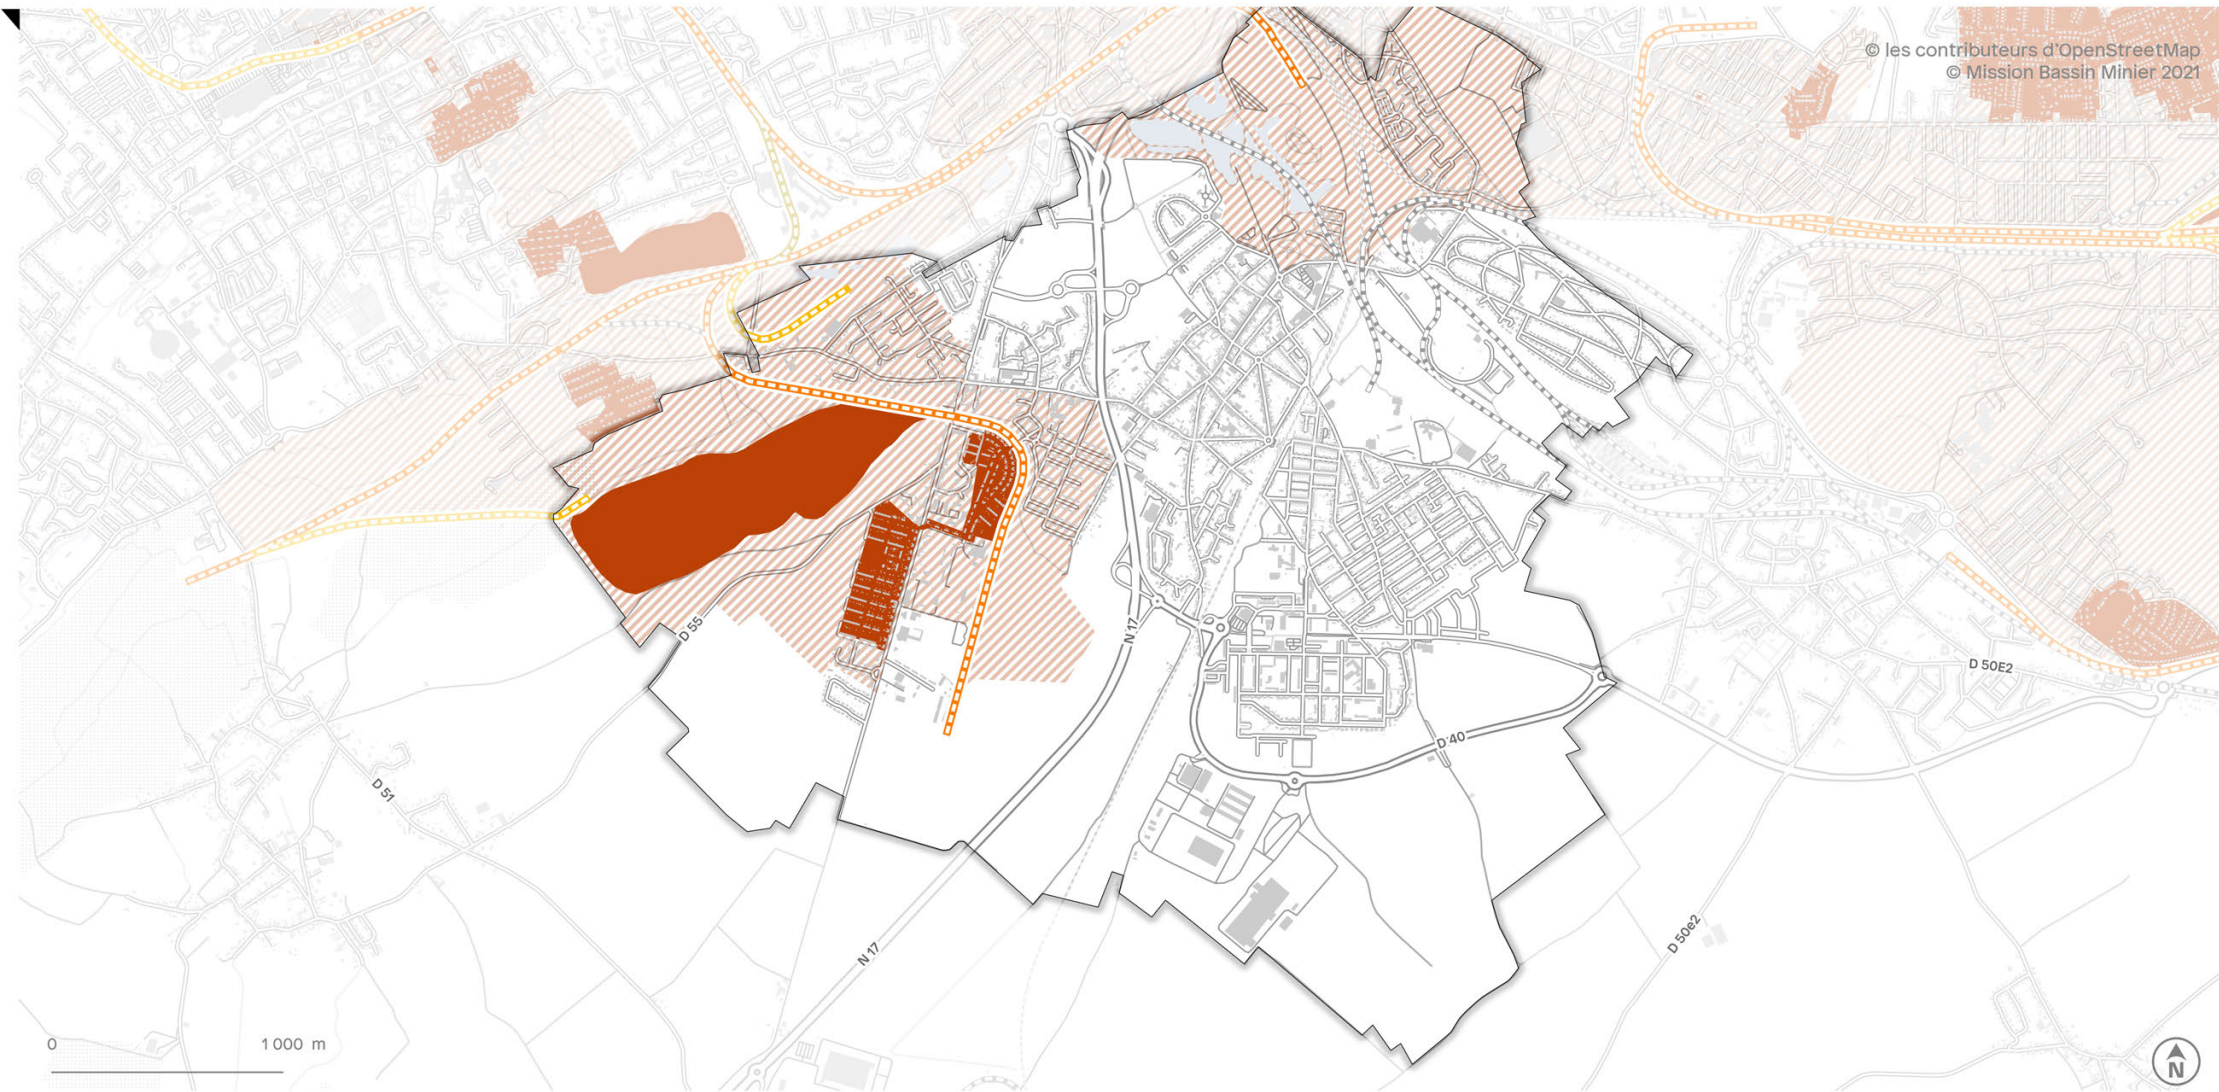 © les contributeurs d'OpenStreetMap
© Mission Bassin Minier 2021
D 55
N 17
D 50E2
D 40
D 51
N 17
D 50e2
0 1 000 m
N